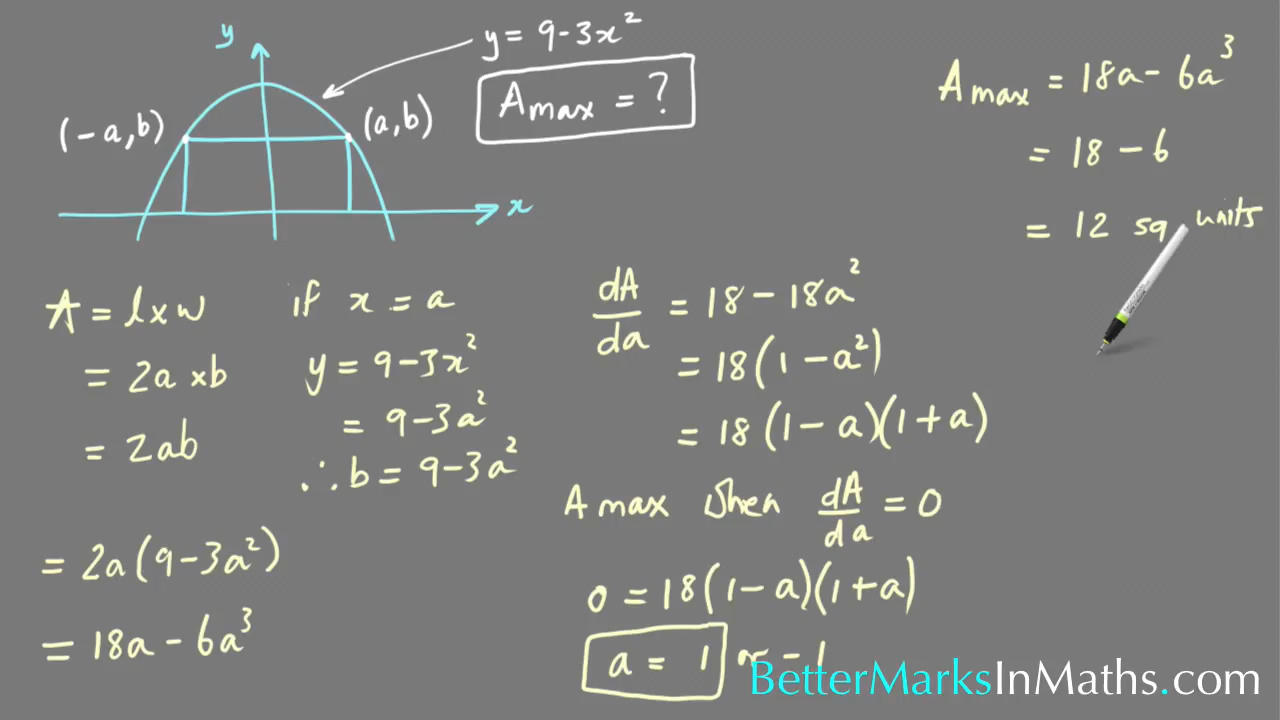 y
y = 9-3x²
Amax = ?
(-a,b)
(a,b)
x
A = l×w
= 2a×b
= 2ab
if x = a
y = 9-3x²
= 9-3a²
∴ b = 9-3a²
= 2a(9-3a²)
= 18a - 6a³
dA/da = 18 - 18a²
= 18(1-a²)
= 18(1-a)(1+a)
A max when dA/da = 0
0 = 18(1-a)(1+a)
a = 1 or -1
Amax = 18a - 6a³
= 18 - 6
= 12 sq units
BetterMarksInMaths.com